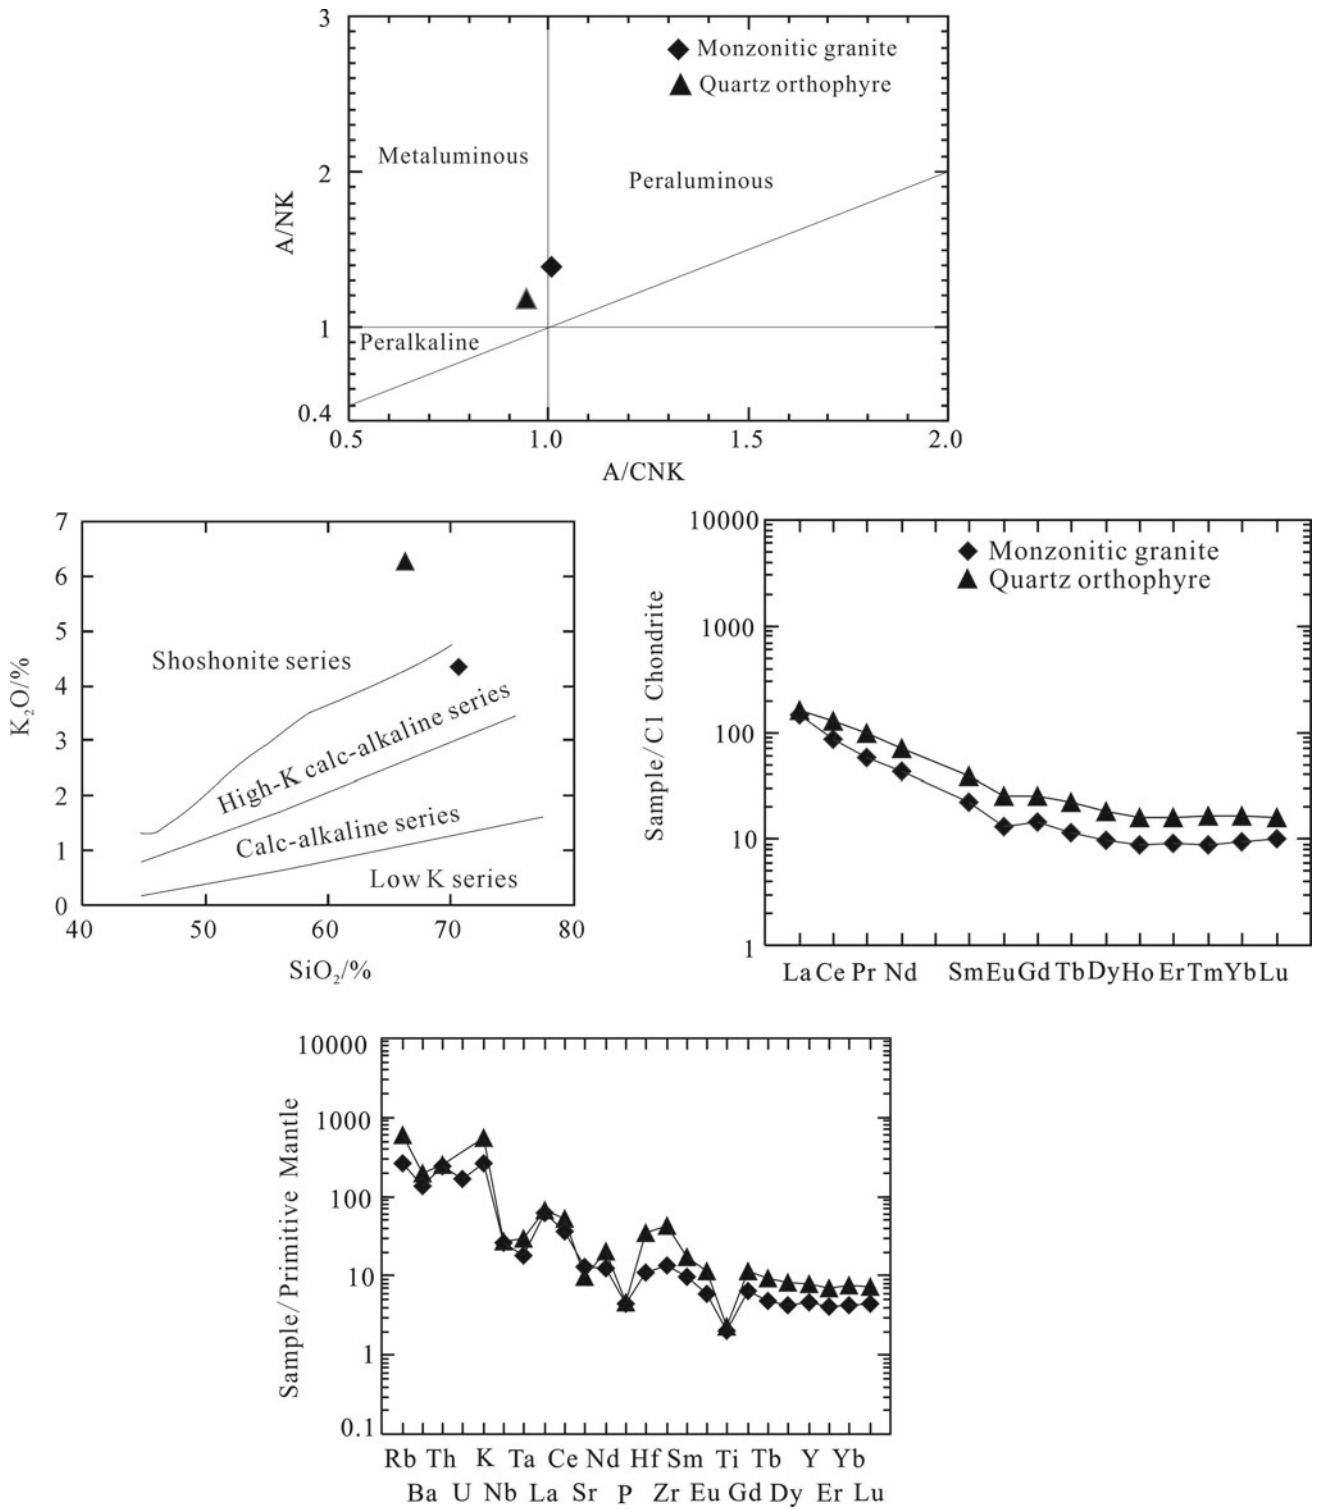 3
Monzonitic granite
Quartz orthophyre
Metaluminous
Peraluminous
2
A/NK
1
Peralkaline
0.4
0.5 1.0 1.5 2.0
A/CNK
7
6
5
4
3
2
1
0
K₂O/%
Shoshonite series
High-K calc-alkaline series
Calc-alkaline series
Low K series
40 50 60 70 80
SiO₂/%
10000
1000
100
10
1
Sample/C1 Chondrite
Monzonitic granite
Quartz orthophyre
La Ce Pr Nd Sm Eu Gd Tb Dy Ho Er Tm Yb Lu
10000
1000
100
10
1
0.1
Sample/Primitive Mantle
Rb Th K Ta Ce Nd Hf Sm Ti Tb Y Yb
Ba U Nb La Sr P Zr Eu Gd Dy Er Lu